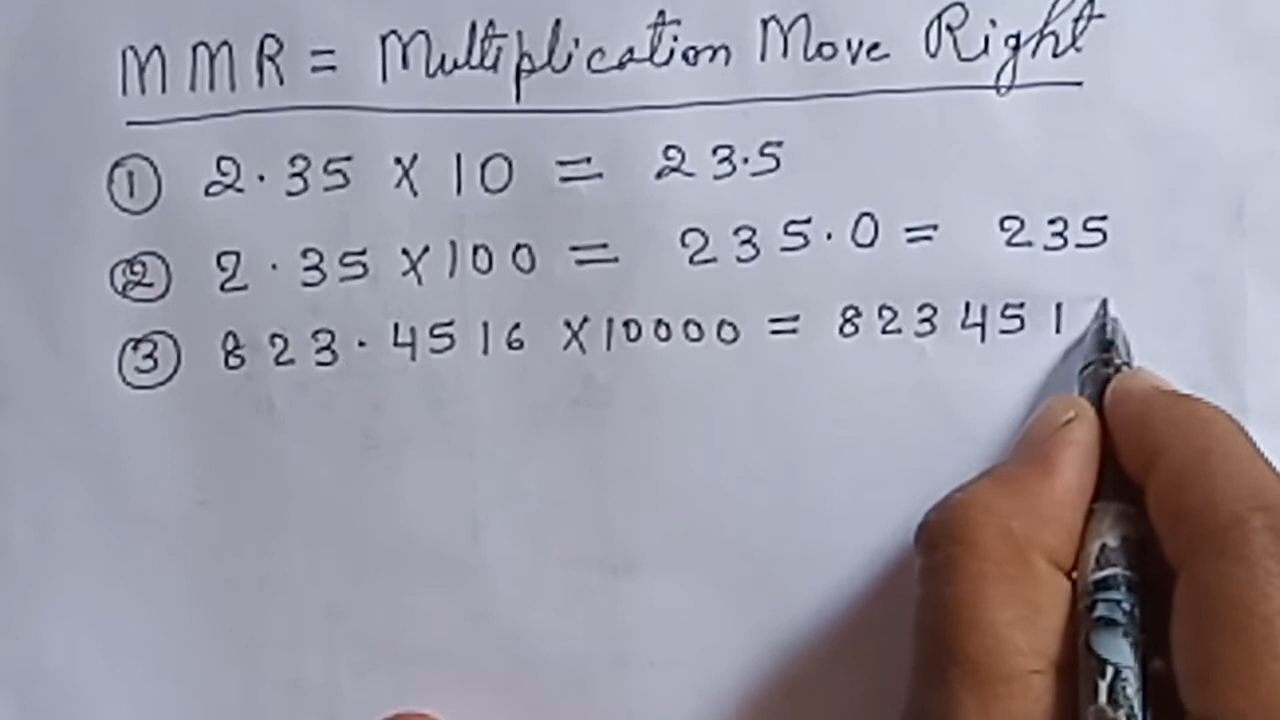 MMR = Multiplication Move Right
① 2.35 × 10 = 23.5
② 2.35 × 100 = 235.0 = 235
③ 823.4516 × 10000 = 823451